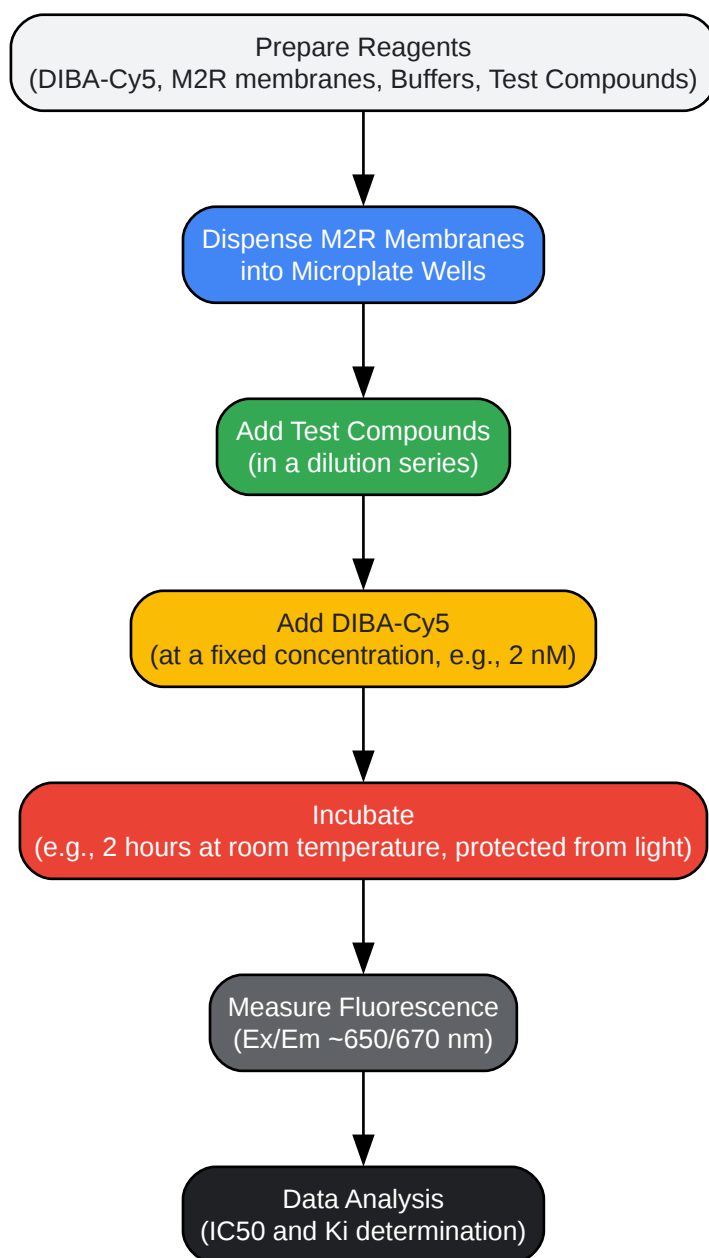 Prepare Reagents
(DIBA-Cy5, M2R membranes, Buffers, Test Compounds)
Dispense M2R Membranes
into Microplate Wells
Add Test Compounds
(in a dilution series)
Add DIBA-Cy5
(at a fixed concentration, e.g., 2 nM)
Incubate
(e.g., 2 hours at room temperature, protected from light)
Measure Fluorescence
(Ex/Em ~650/670 nm)
Data Analysis
(IC50 and Ki determination)